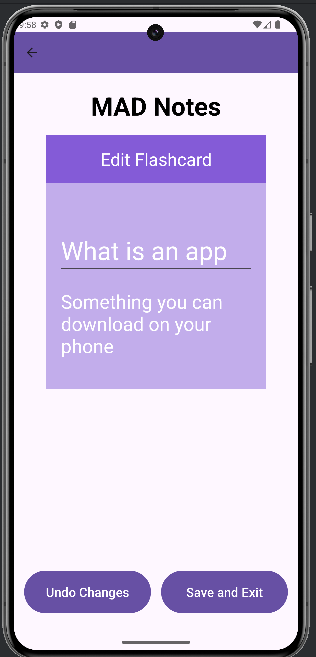 9:58
MAD Notes
Edit Flashcard
What is an app
Something you can
download on your
phone
Undo Changes
Save and Exit